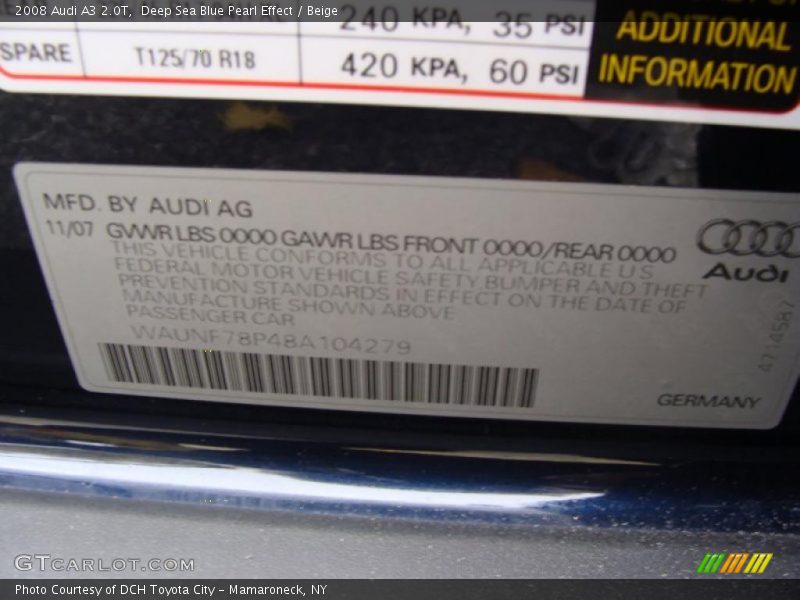 2008 Audi A3 2.0T,  Deep Sea Blue Pearl Effect / Beige
240 KPA, 35 PSI
SPARE T125/70 R18 420 KPA, 60 PSI
ADDITIONAL
INFORMATION
MFD. BY AUDI AG
11/07 GVWR LBS 0000 GAWR LBS FRONT 0000/REAR 0000
THIS VEHICLE CONFORMS TO ALL APPLICABLE U S
FEDERAL MOTOR VEHICLE SAFETY BUMPER AND THEFT
PREVENTION STANDARDS IN EFFECT ON THE DATE OF
MANUFACTURE SHOWN ABOVE
PASSENGER CAR
WAUNF78P48A104279
Audi
4714587
GERMANY
GTCARLOT.COM
Photo Courtesy of DCH Toyota City - Mamaroneck, NY